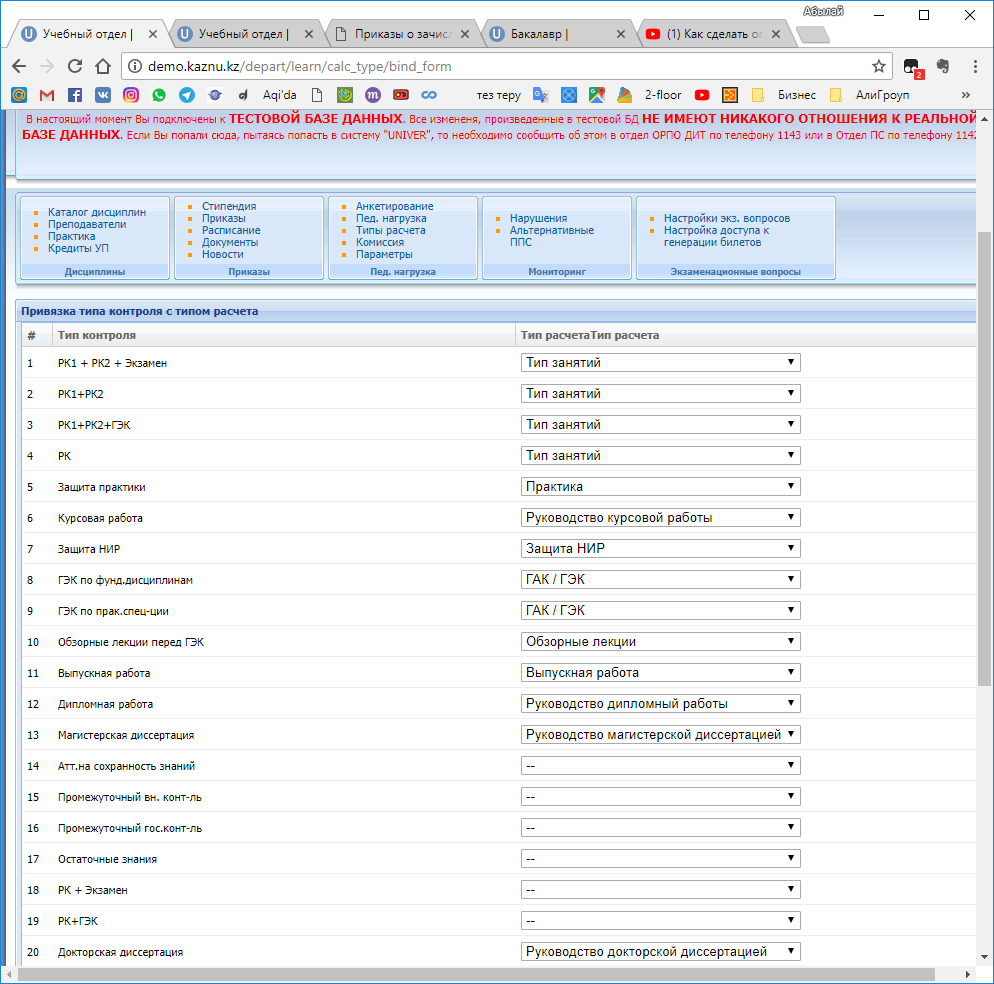 Абылай
Учебный отдел |
Учебный отдел |
Приказы о зачис
Бакалавр |
(1) Как сделать оп
demo.kaznu.kz/depart/learn/calc_type/bind_form
2
Aqi'da
тез теру
2-floor
Бизнес
АлиГроуп
»
В настоящий момент Вы подключены к ТЕСТОВОЙ БАЗЕ ДАННЫХ. Все изменеия, произведенные в тестовой БД НЕ ИМЕЮТ НИКАКОГО ОТНОШЕНИЯ К РЕАЛЬНОЙ
БАЗЕ ДАННЫХ. Если Вы попали сюда, пытаясь попасть в систему "UNIVER", то необходимо сообщить об этом в отдел ОРПО ДИТ по телефону 1143 или в Отдел ПС по телефону 1142
Каталог дисциплин
Преподаватели
Практика
Кредиты УП
Дисциплины
Стипендия
Приказы
Расписание
Документы
Новости
Приказы
Анкетирование
Пед. нагрузка
Типы расчета
Комиссия
Параметры
Пед. нагрузка
Нарушения
Альтернативные
ППС
Мониторинг
Настройки экз. вопросов
Настройка доступа к
генерации билетов
Экзаменационные вопросы
Привязка типа контроля с типом расчета
# Тип контроля Тип расчетаТип расчета
1 РК1 + РК2 + Экзамен Тип занятий
2 РК1+РК2 Тип занятий
3 РК1+РК2+ГЭК Тип занятий
4 РК Тип занятий
5 Защита практики Практика
6 Курсовая работа Руководство курсовой работы
7 Защита НИР Защита НИР
8 ГЭК по фунд.дисциплинам ГАК / ГЭК
9 ГЭК по прак.спец-ции ГАК / ГЭК
10 Обзорные лекции перед ГЭК Обзорные лекции
11 Выпускная работа Выпускная работа
12 Дипломная работа Руководство дипломный работы
13 Магистерская диссертация Руководство магистерской диссертацией
14 Атт.на сохранность знаний --
15 Промежуточный вн. конт-ль --
16 Промежуточный гос.конт-ль --
17 Остаточные знания --
18 РК + Экзамен --
19 РК+ГЭК --
20 Докторская диссертация Руководство докторской диссертацией